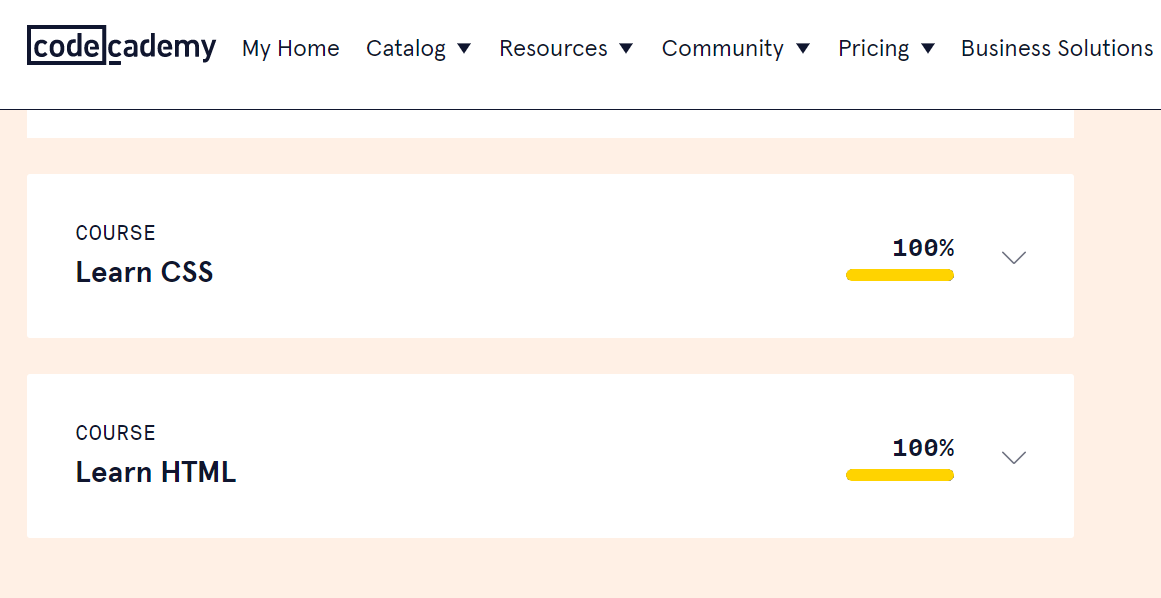 codecademy My Home Catalog Resources Community Pricing Business Solutions
COURSE
Learn CSS
100%
COURSE
Learn HTML
100%